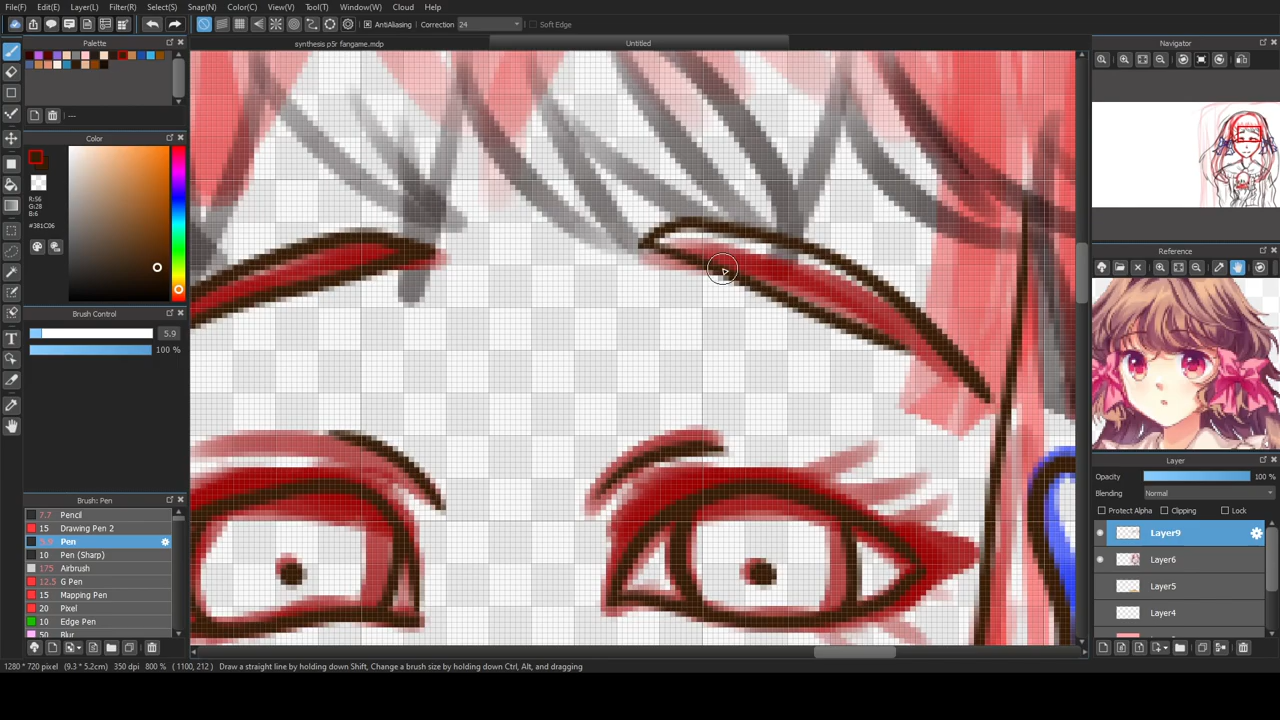 File(F) Edit(E) Layer(L) Filter(R) Select(S) Snap(N) Color(C) View(V) Tool(T) Window(W) Cloud Help
AntiAliasing Correction 24 Soft Edge
Palette
synthesis p5r fangame.mdp Untitled
Navigator
---
Color
R:56
G:28
B:6
#381C06
Reference
Brush Control
5.9
100 %
Layer
Opacity 100 %
Blending Normal
Protect Alpha Clipping Lock
Layer9
Layer6
Layer5
Layer4
Brush: Pen
7.7 Pencil
15 Drawing Pen 2
5.9 Pen
10 Pen (Sharp)
175 Airbrush
12.5 G Pen
15 Mapping Pen
20 Pixel
10 Edge Pen
50 Blur
1280 * 720 pixel (9.3 * 5.2cm) 350 dpi 800 % ( 1100, 212 ) Draw a straight line by holding down Shift, Change a brush size by holding down Ctrl, Alt, and dragging